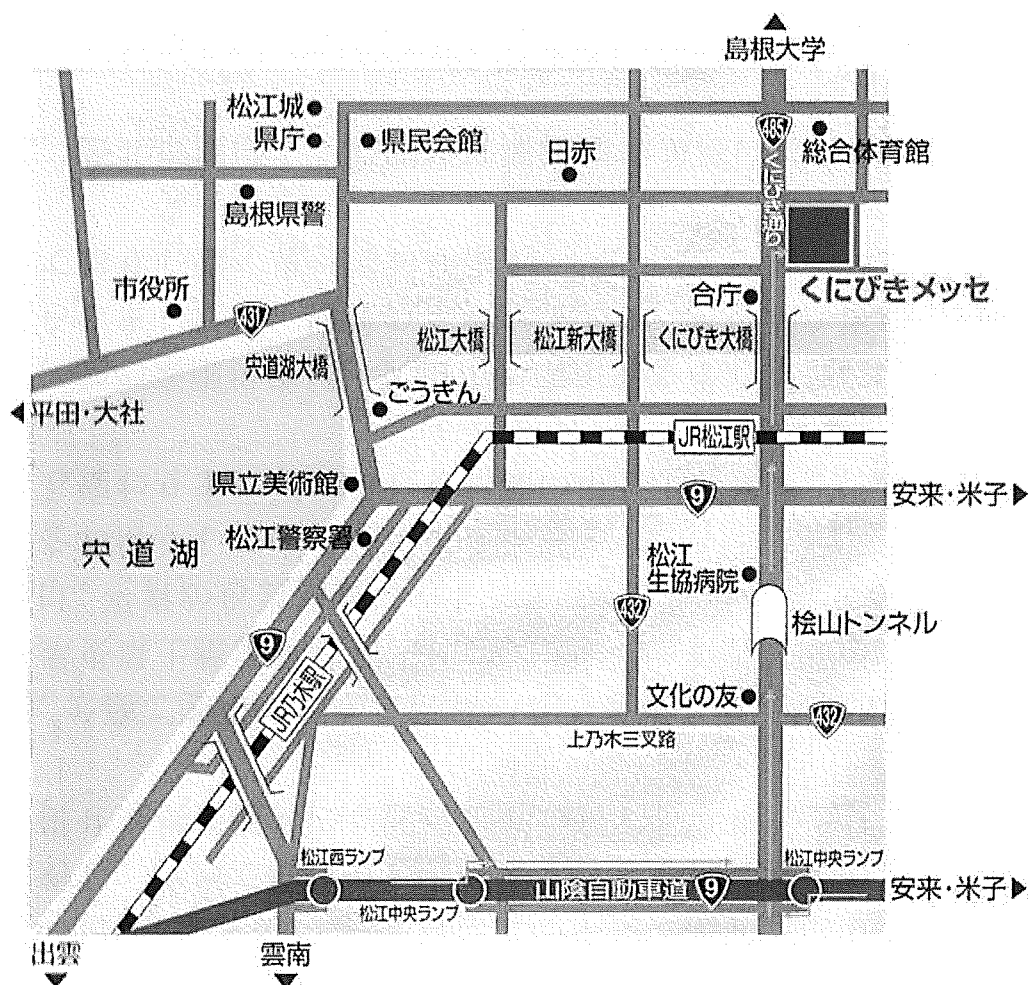 島根大学
松江城
県庁
県民会館
日赤
485
総合体育館
くにびき通り
島根県警
市役所
431
合庁
くにびきメッセ
宍道湖大橋
松江大橋
松江新大橋
くにびき大橋
平田・大社
ごうぎん
JR松江駅
県立美術館
9
安来・米子
松江警察署
宍道湖
松江
生協病院
432
桧山トンネル
9
JR乃木駅
文化の友
432
上乃木三叉路
松江西ランプ
松江中央ランプ
山陰自動車道
9
安来・米子
松江中央ランプ
出雲
雲南